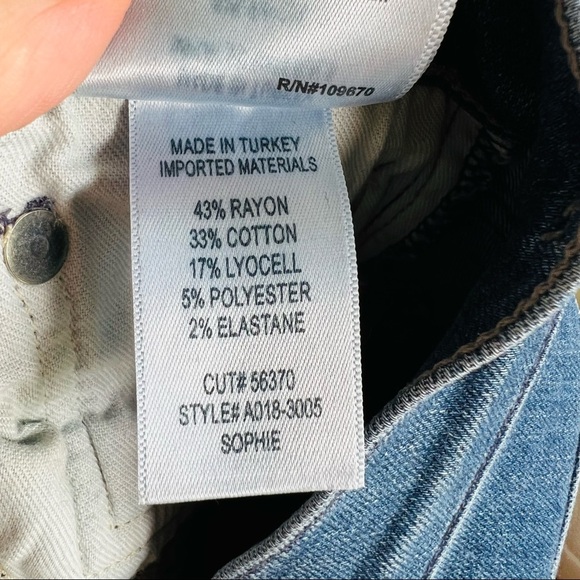 R/N#109670
MADE IN TURKEY
IMPORTED MATERIALS
43% RAYON
33% COTTON
17% LYOCELL
5% POLYESTER
2% ELASTANE
CUT# 56370
STYLE# A018-3005
SOPHIE